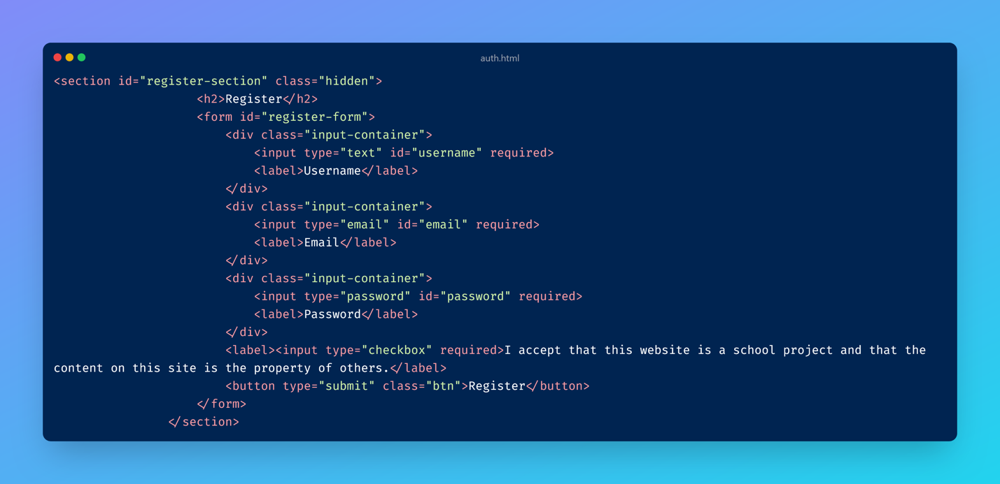 auth.html
<section id="register-section" class="hidden">
<h2>Register</h2>
<form id="register-form">
<div class="input-container">
<input type="text" id="username" required>
<label>Username</label>
</div>
<div class="input-container">
<input type="email" id="email" required>
<label>Email</label>
</div>
<div class="input-container">
<input type="password" id="password" required>
<label>Password</label>
</div>
<label><input type="checkbox" required>I accept that this website is a school project and that the
content on this site is the property of others.</label>
<button type="submit" class="btn">Register</button>
</form>
</section>